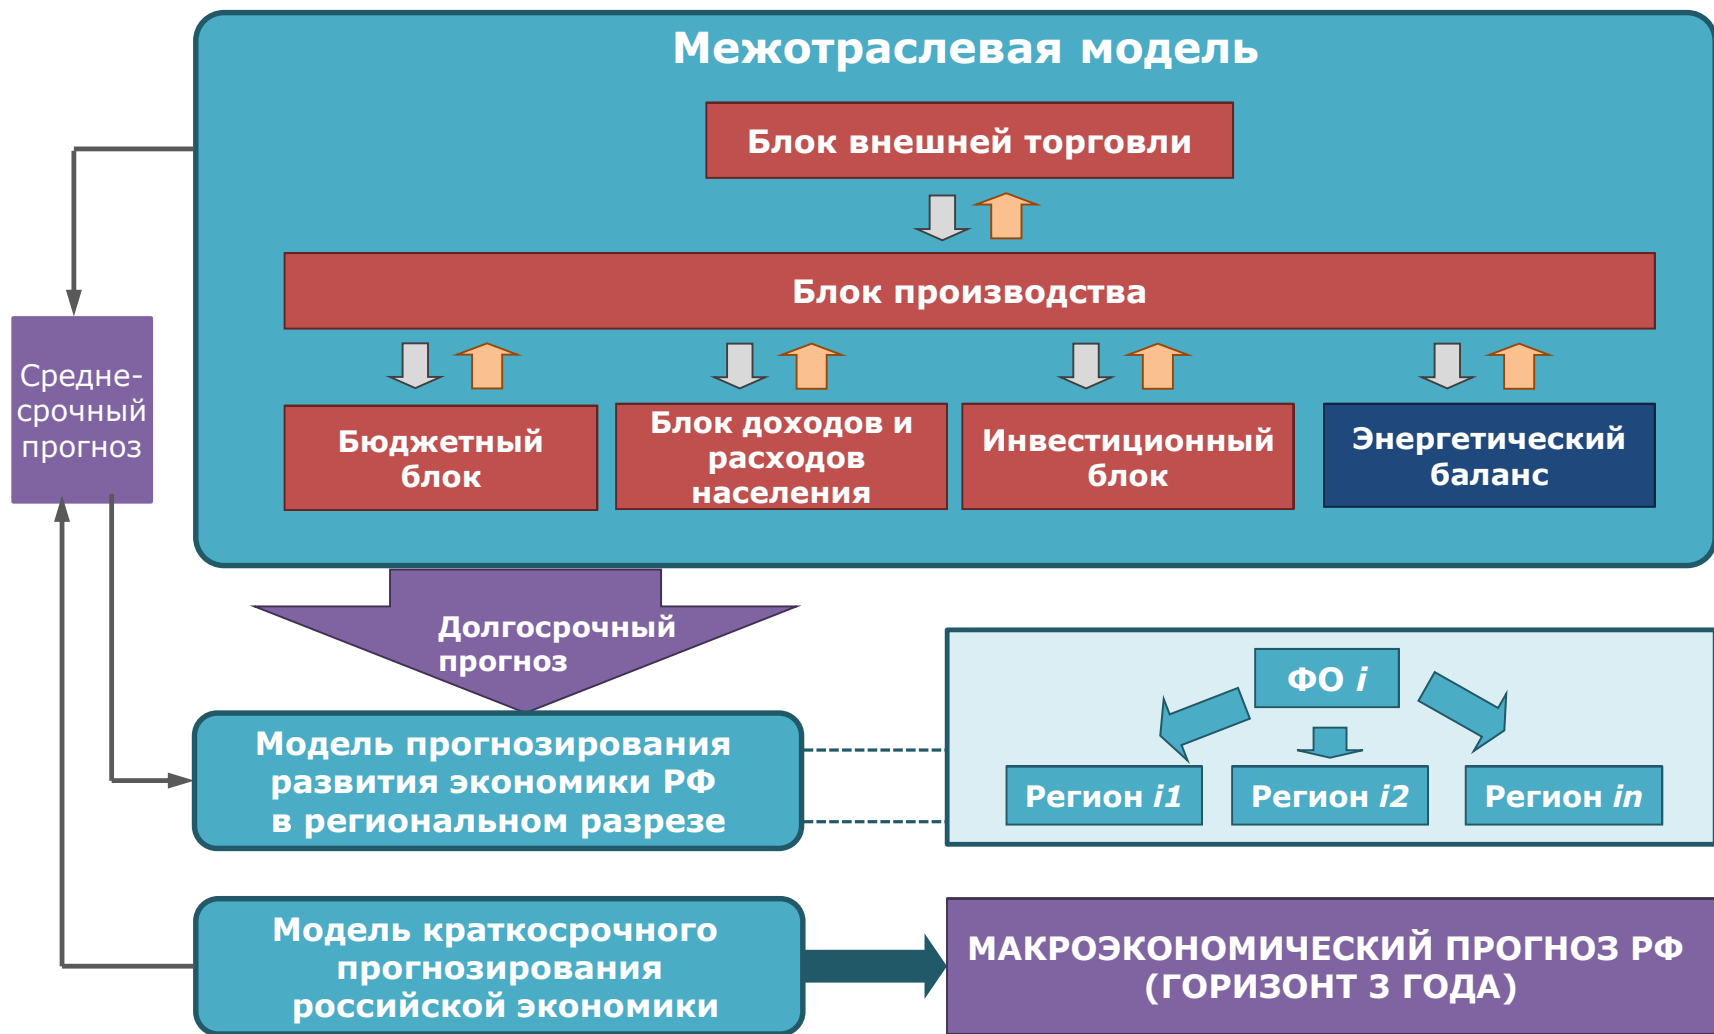 Межотраслевая модель
Блок внешней торговли
Блок производства
Средне-
срочный
прогноз
Бюджетный
блок
Блок доходов и
расходов
населения
Инвестиционный
блок
Энергетический
баланс
Долгосрочный
прогноз
ФО i
Модель прогнозирования
развития экономики РФ
в региональном разрезе
Регион i1
Регион i2
Регион in
Модель краткосрочного
прогнозирования
российской экономики
МАКРОЭКОНОМИЧЕСКИЙ ПРОГНОЗ РФ
(ГОРИЗОНТ 3 ГОДА)